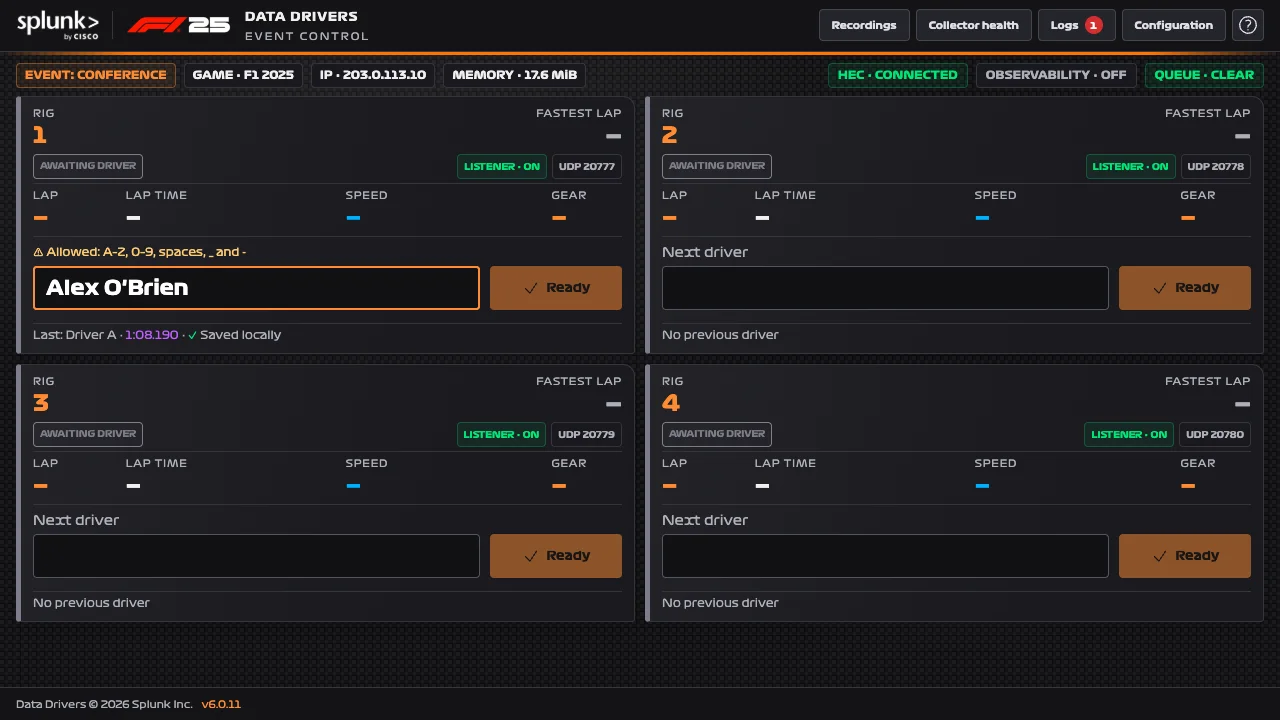 splunk>
by CISCO
F1 25
DATA DRIVERS
EVENT CONTROL
Recordings
Collector health
Logs 1
Configuration
?
EVENT: CONFERENCE
GAME · F1 2025
IP · 203.0.113.10
MEMORY · 17.6 MiB
HEC · CONNECTED
OBSERVABILITY · OFF
QUEUE · CLEAR
RIG
1
FASTEST LAP
–
AWAITING DRIVER
LISTENER · ON
UDP 20777
LAP LAP TIME SPEED GEAR
– – – –
⚠ Allowed: A-Z, 0-9, spaces, _ and -
Alex O'Brien
✓ Ready
Last: Driver A · 1:08.190 · ✓ Saved locally
RIG
2
FASTEST LAP
–
AWAITING DRIVER
LISTENER · ON
UDP 20778
LAP LAP TIME SPEED GEAR
– – – –
Next driver
✓ Ready
No previous driver
RIG
3
FASTEST LAP
–
AWAITING DRIVER
LISTENER · ON
UDP 20779
LAP LAP TIME SPEED GEAR
– – – –
Next driver
✓ Ready
No previous driver
RIG
4
FASTEST LAP
–
AWAITING DRIVER
LISTENER · ON
UDP 20780
LAP LAP TIME SPEED GEAR
– – – –
Next driver
✓ Ready
No previous driver
Data Drivers © 2026 Splunk Inc. v6.0.11